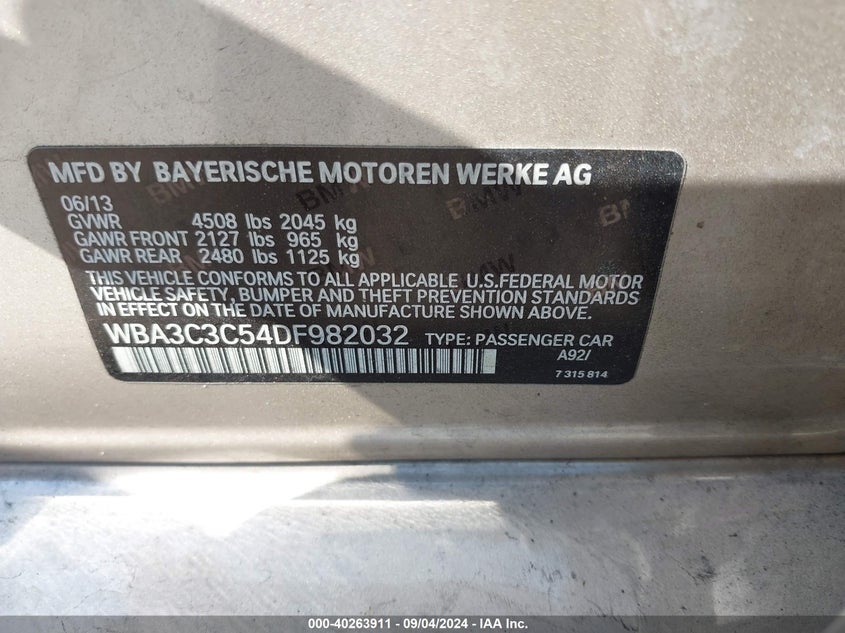 MFD BY BAYERISCHE MOTOREN WERKE AG
06/13
GVWR 4508 lbs 2045 kg
GAWR FRONT 2127 lbs 965 kg
GAWR REAR 2480 lbs 1125 kg
THIS VEHICLE CONFORMS TO ALL APPLICABLE U.S.FEDERAL MOTOR
VEHICLE SAFETY, BUMPER AND THEFT PREVENTION STANDARDS
IN EFFECT ON THE DATE OF MANUFACTURE SHOWN ABOVE.
WBA3C3C54DF982032 TYPE: PASSENGER CAR
A92/
7 315 814
000-40263911 - 09/04/2024 - IAA Inc.